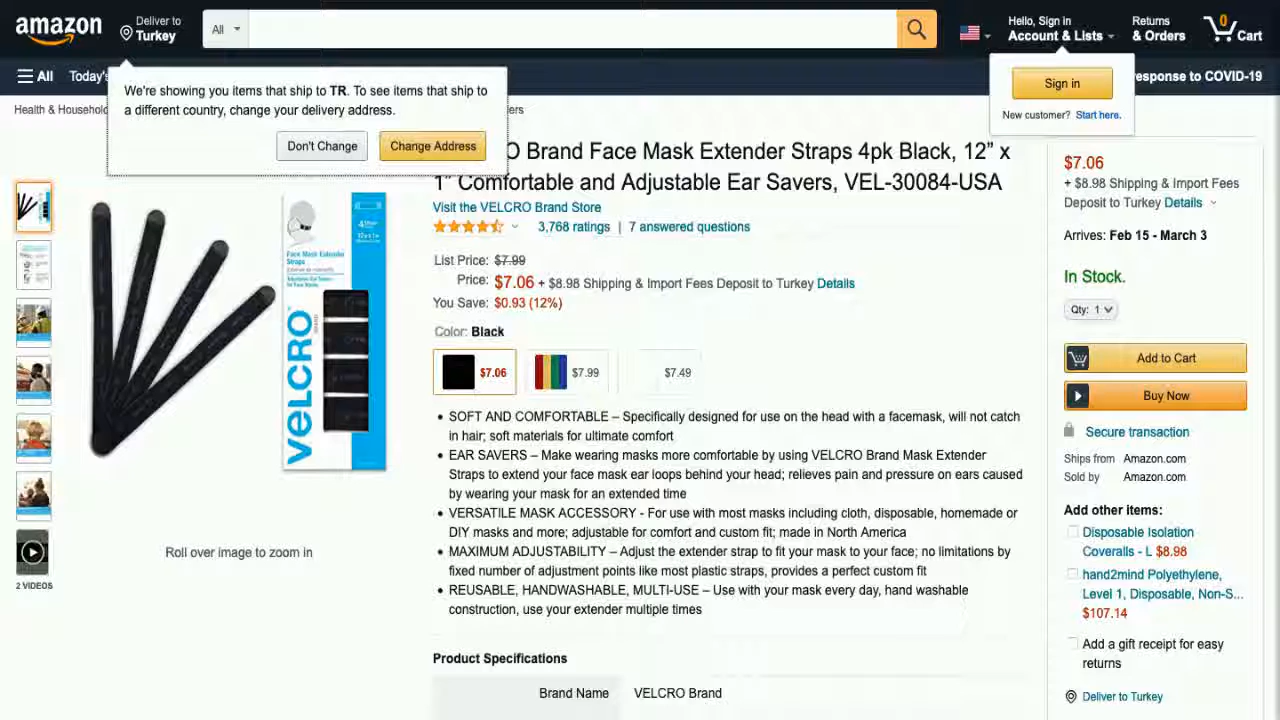 amazon
Deliver to
Turkey
All
Hello, Sign in
Account & Lists
Returns
& Orders
0
Cart
All
Today's
response to COVID-19
We're showing you items that ship to TR. To see items that ship to
a different country, change your delivery address.
Don't Change
Change Address
Sign in
New customer? Start here.
Health & Household
ers
O Brand Face Mask Extender Straps 4pk Black, 12” x
1” Comfortable and Adjustable Ear Savers, VEL-30084-USA
Visit the VELCRO Brand Store
3,768 ratings | 7 answered questions
List Price: $7.99
Price: $7.06 + $8.98 Shipping & Import Fees Deposit to Turkey Details
You Save: $0.93 (12%)
Color: Black
$7.06
$7.99
$7.49
• SOFT AND COMFORTABLE – Specifically designed for use on the head with a facemask, will not catch
in hair; soft materials for ultimate comfort
• EAR SAVERS – Make wearing masks more comfortable by using VELCRO Brand Mask Extender
Straps to extend your face mask ear loops behind your head; relieves pain and pressure on ears caused
by wearing your mask for an extended time
• VERSATILE MASK ACCESSORY - For use with most masks including cloth, disposable, homemade or
DIY masks and more; adjustable for comfort and custom fit; made in North America
• MAXIMUM ADJUSTABILITY – Adjust the extender strap to fit your mask to your face; no limitations by
fixed number of adjustment points like most plastic straps, provides a perfect custom fit
• REUSABLE, HANDWASHABLE, MULTI-USE – Use with your mask every day, hand washable
construction, use your extender multiple times
Product Specifications
Brand Name VELCRO Brand
Face Mask Extender
Straps
VELCRO
BRAND
Roll over image to zoom in
2 VIDEOS
$7.06
+ $8.98 Shipping & Import Fees
Deposit to Turkey Details
Arrives: Feb 15 - March 3
In Stock.
Qty: 1
Add to Cart
Buy Now
Secure transaction
Ships from Amazon.com
Sold by Amazon.com
Add other items:
Disposable Isolation
Coveralls - L $8.98
hand2mind Polyethylene,
Level 1, Disposable, Non-S...
$107.14
Add a gift receipt for easy
returns
Deliver to Turkey